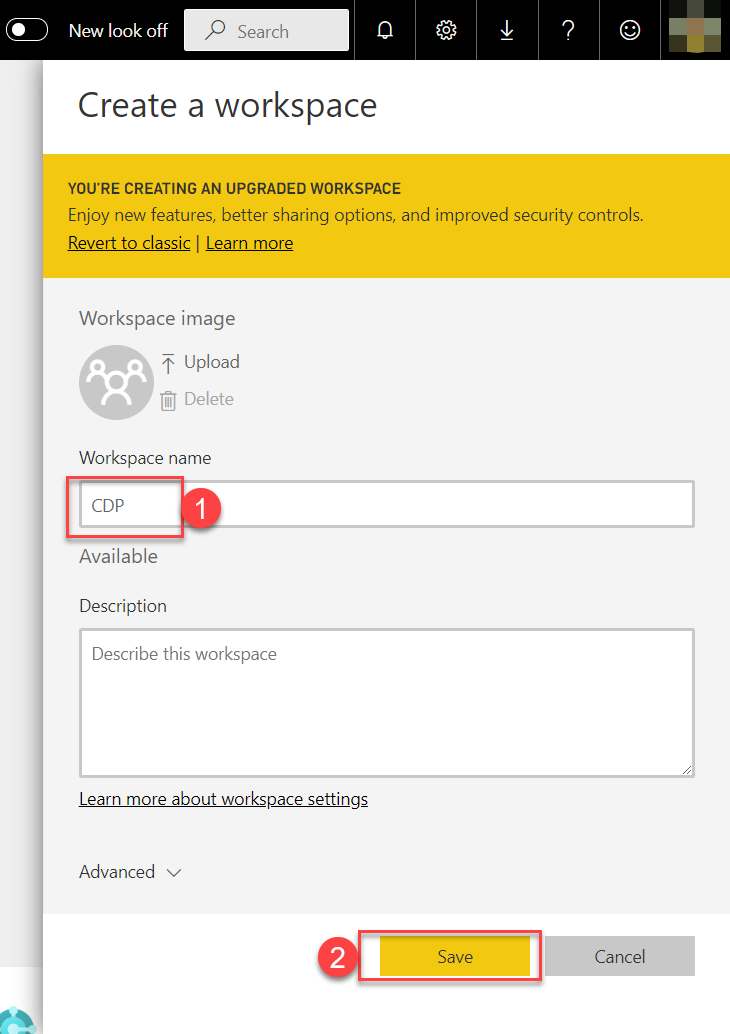 New look off
Search
?
Create a workspace
YOU'RE CREATING AN UPGRADED WORKSPACE
Enjoy new features, better sharing options, and improved security controls.
Revert to classic | Learn more
Workspace image
Upload
Delete
Workspace name
CDP
1
Available
Description
Describe this workspace
Learn more about workspace settings
Advanced
2
Save
Cancel